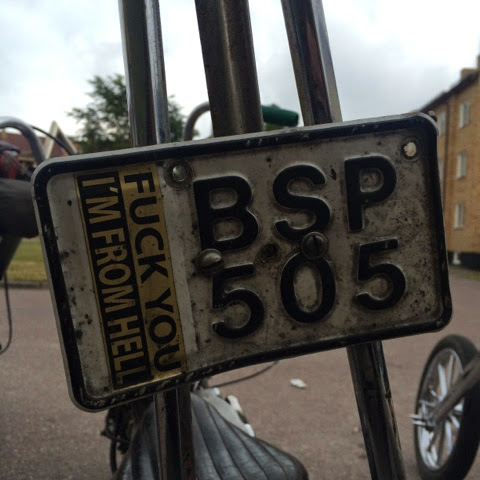 FUCK YOU
I'M FROM HELL
BSP
505